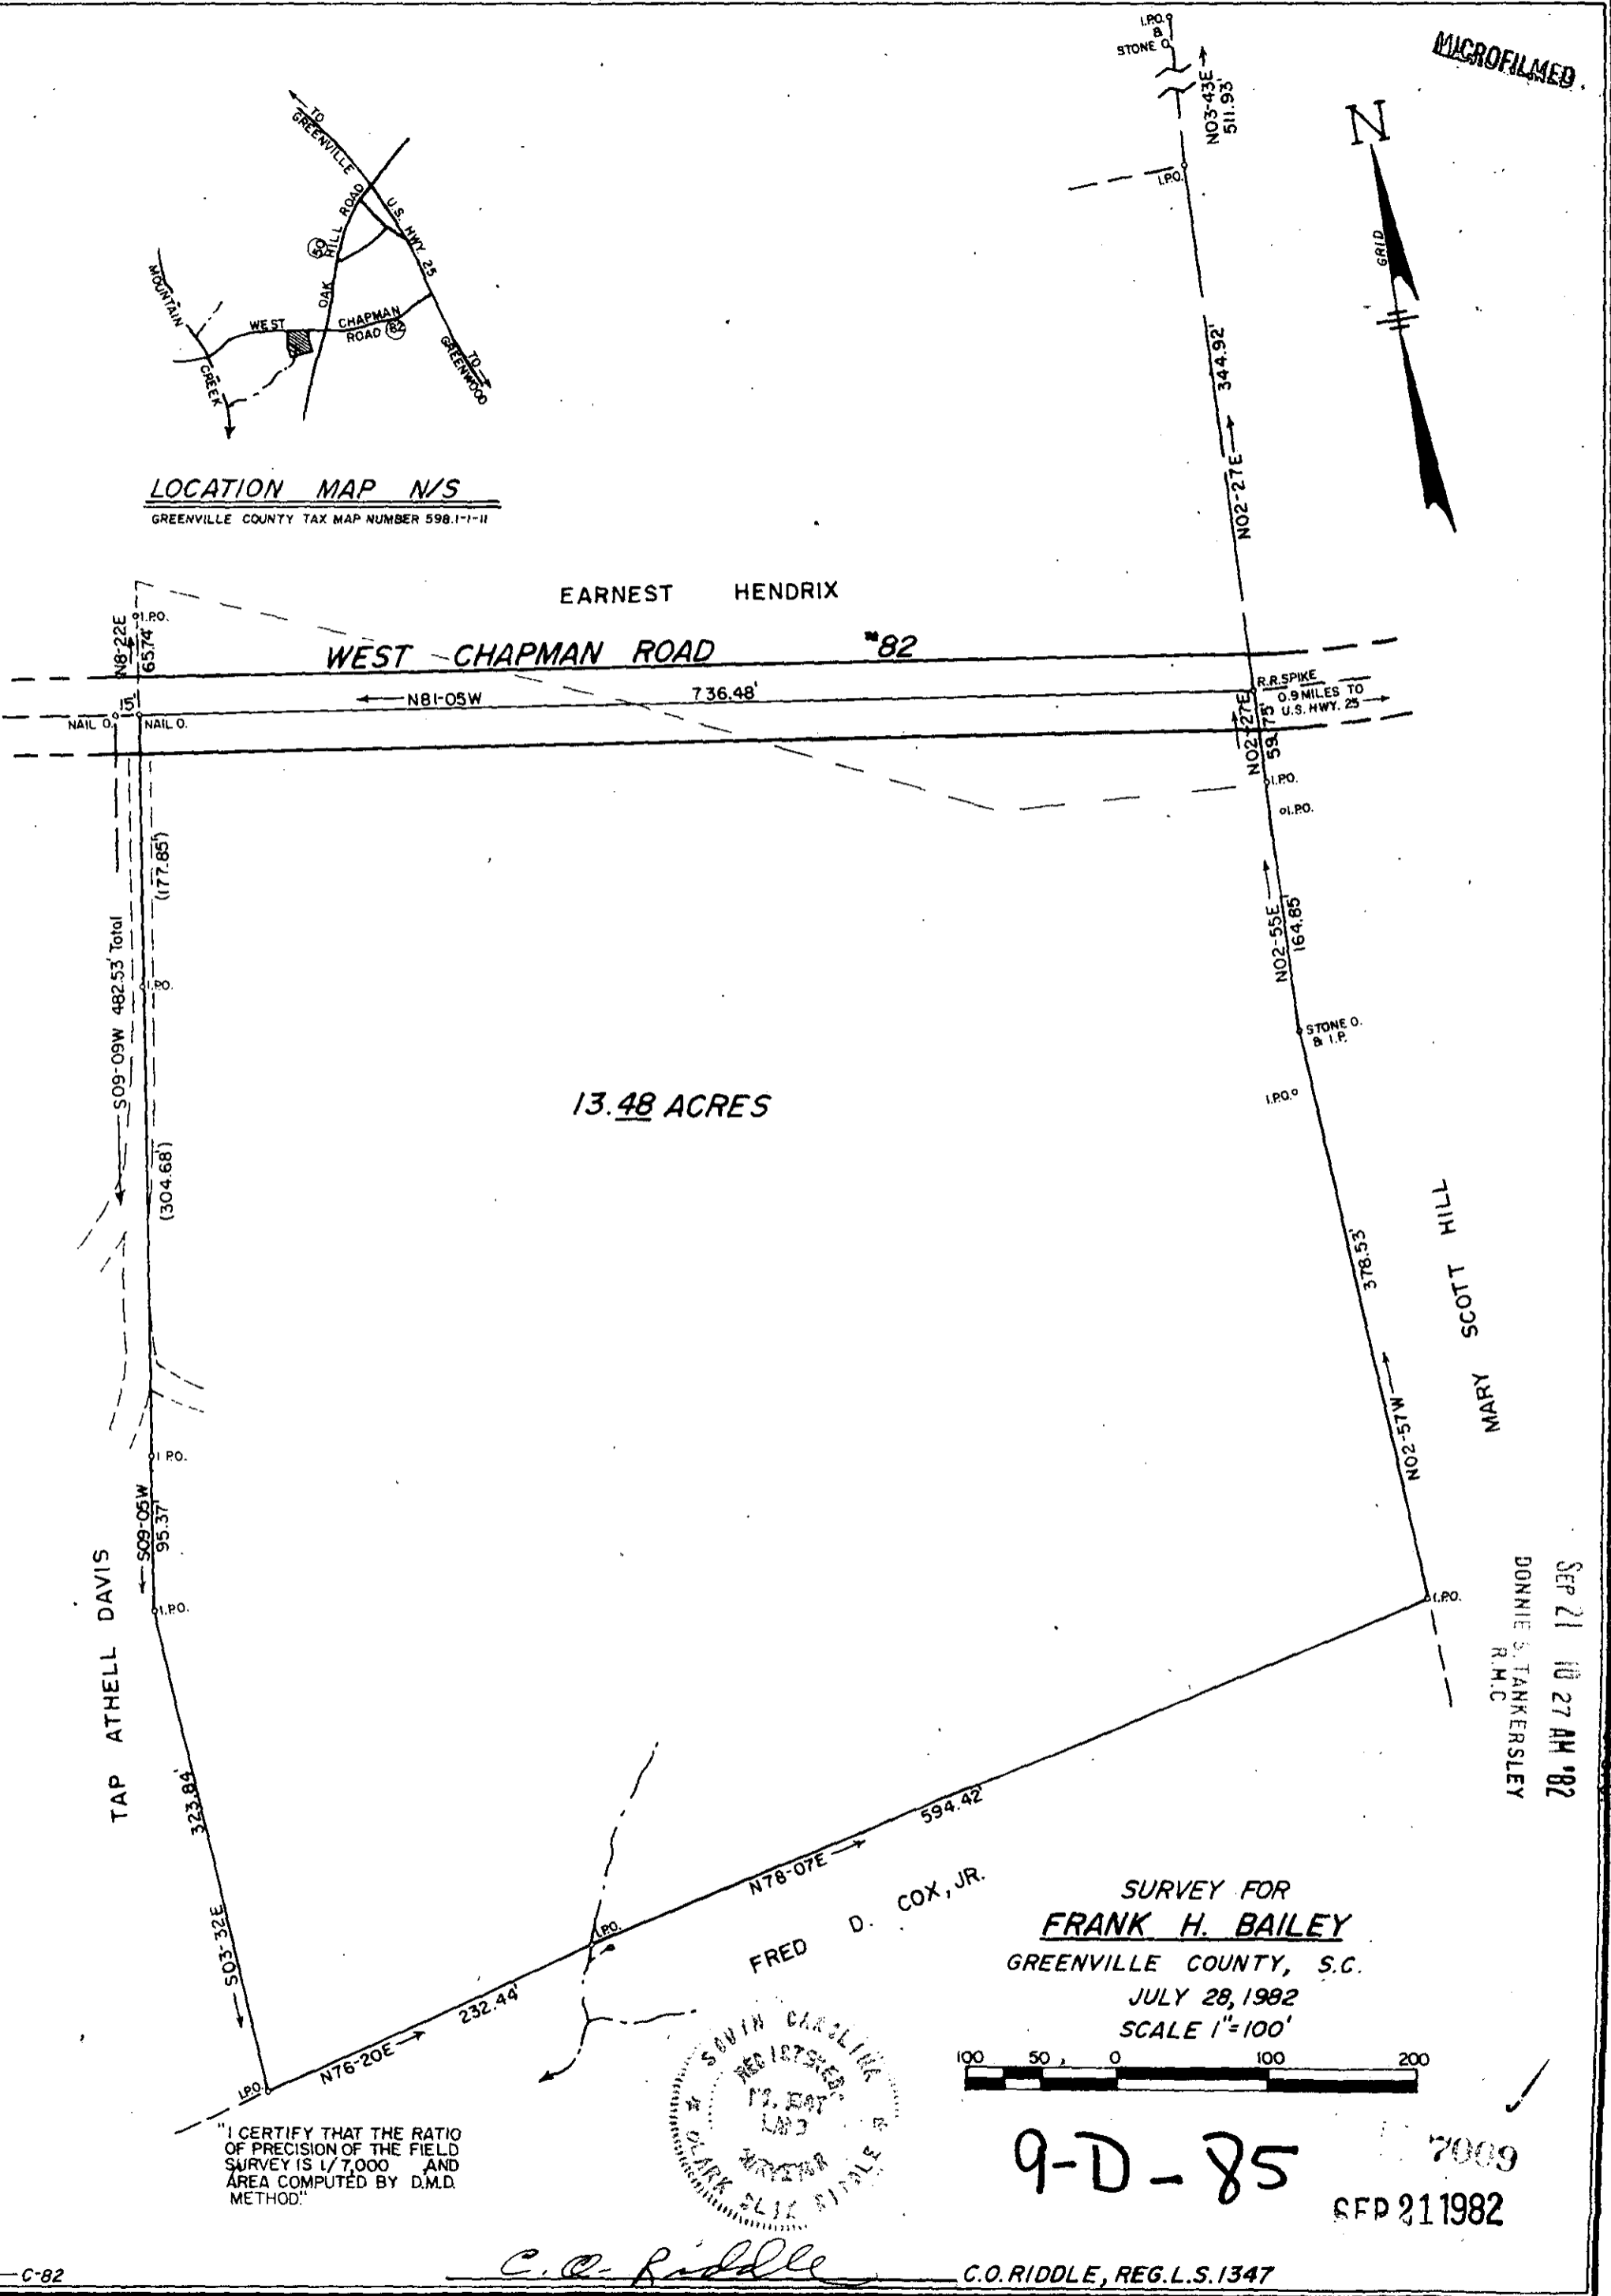 MICROFILMED
I.P.O.
&
STONE O.
N03-43E
511.93'
I.P.O.
N
GRID
TO
GREENVILLE
U.S. HWY. 25
OAK HILL ROAD
50
MOUNTAIN
CREEK
WEST CHAPMAN
ROAD 82
TO
GREENWOOD
LOCATION MAP N/S
GREENVILLE COUNTY TAX MAP NUMBER 598.1-1-11
344.92'
N02-27E
EARNEST HENDRIX
WEST CHAPMAN ROAD #82
N8-22E
65.74'
I.P.O.
N81-05W
736.48'
R.R.SPIKE
0.9 MILES TO
U.S. HWY. 25
15'
NAIL O.
NAIL O.
N02-27E
59.75'
I.P.O.
I.P.O.
(177.85')
S09-09W 482.53' Total
I.P.O.
N02-55E
164.85'
STONE O.
& I.P.
I.P.O.
13.48 ACRES
(304.68')
MARY SCOTT HILL
378.53'
N02-57W
I.P.O.
S09-05W
95.37'
I.P.O.
I.P.O.
TAP ATHELL DAVIS
323.84'
S03-32E
594.42'
N78-07E
I.P.O.
FRED D. COX, JR.
232.44'
N76-20E
I.P.O.
SEP 21 10 27 AM '82
DONNIE S. TANKERSLEY
R.M.C
SURVEY FOR
FRANK H. BAILEY
GREENVILLE COUNTY, S.C.
JULY 28, 1982
SCALE 1"=100'
100 50 0 100 200
"I CERTIFY THAT THE RATIO
OF PRECISION OF THE FIELD
SURVEY IS 1/7,000 AND
AREA COMPUTED BY D.M.D.
METHOD."
SOUTH CAROLINA
REGISTERED
LAND
SURVEYOR
9-D-85
7009
SEP 21 1982
C-82
C.O. Riddle
C.O.RIDDLE, REG.L.S.1347